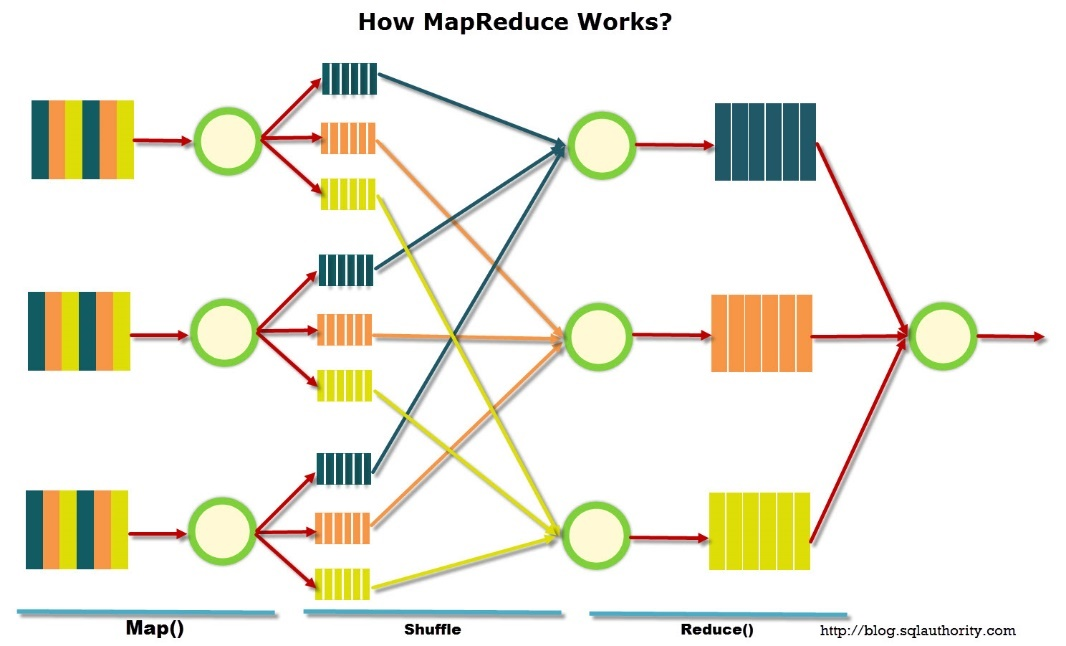 How MapReduce Works?
Map()
Shuffle
Reduce()
http://blog.sqlauthority.com